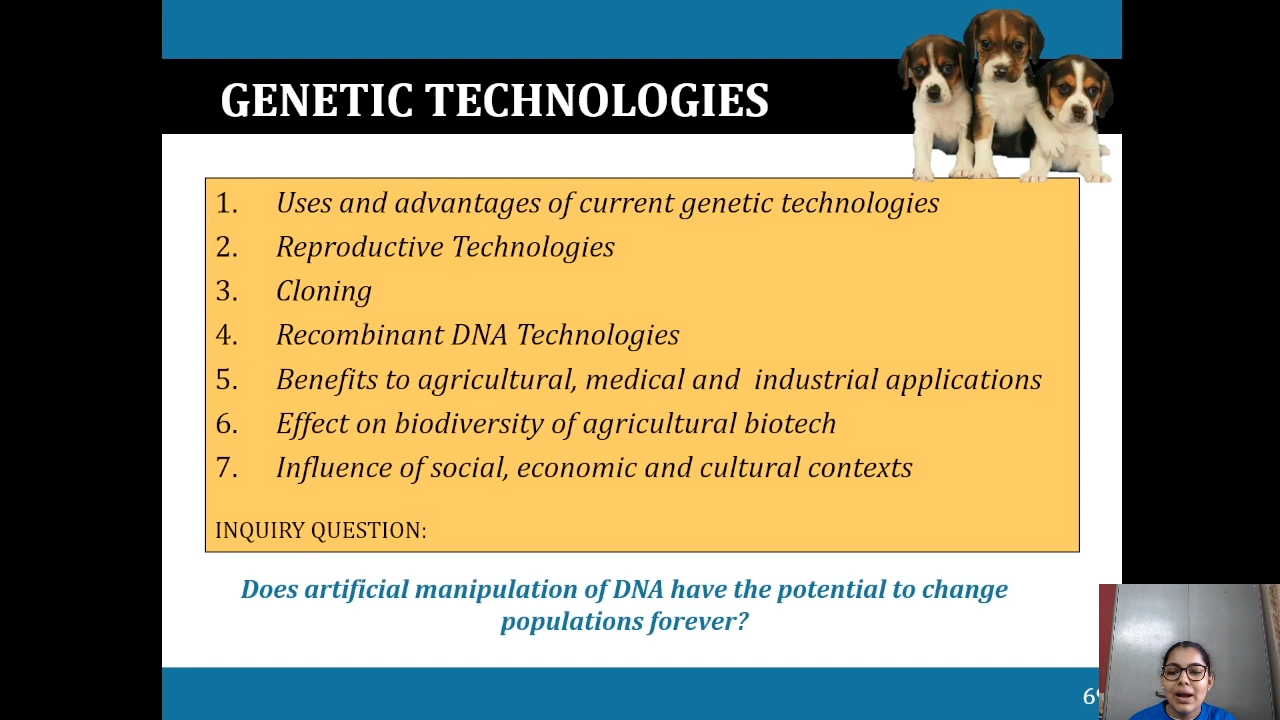 GENETIC TECHNOLOGIES
1. Uses and advantages of current genetic technologies
2. Reproductive Technologies
3. Cloning
4. Recombinant DNA Technologies
5. Benefits to agricultural, medical and industrial applications
6. Effect on biodiversity of agricultural biotech
7. Influence of social, economic and cultural contexts
INQUIRY QUESTION:
Does artificial manipulation of DNA have the potential to change
populations forever?